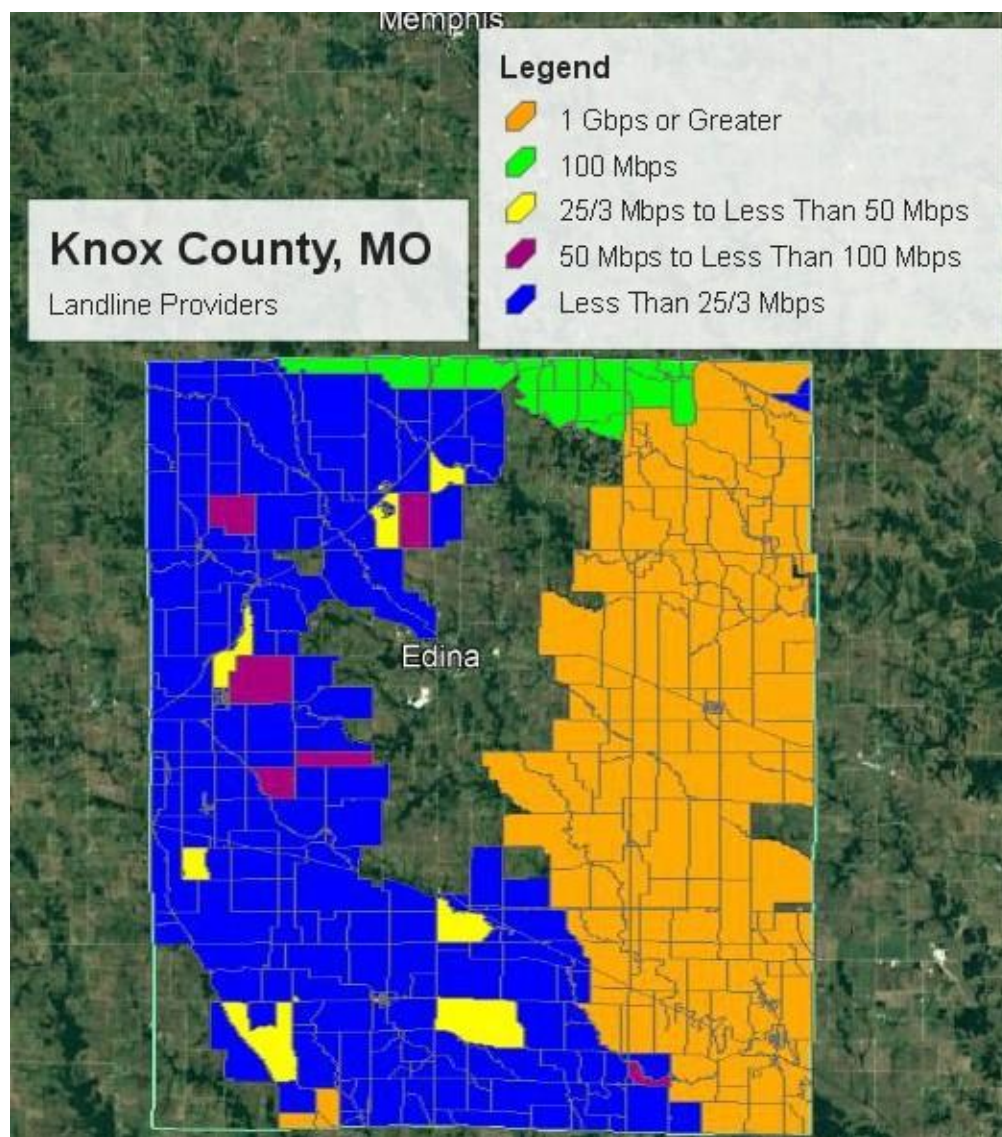 Memphis
Legend
1 Gbps or Greater
100 Mbps
25/3 Mbps to Less Than 50 Mbps
50 Mbps to Less Than 100 Mbps
Less Than 25/3 Mbps
Knox County, MO
Landline Providers
Edina